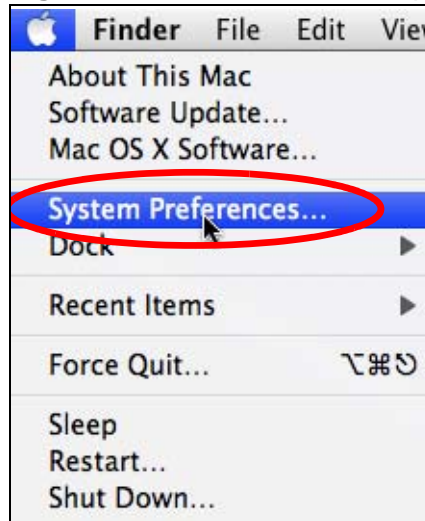 Finder File Edit View
About This Mac
Software Update...
Mac OS X Software...
System Preferences...
Dock
Recent Items
Force Quit... ⌥⌘⎋
Sleep
Restart...
Shut Down...